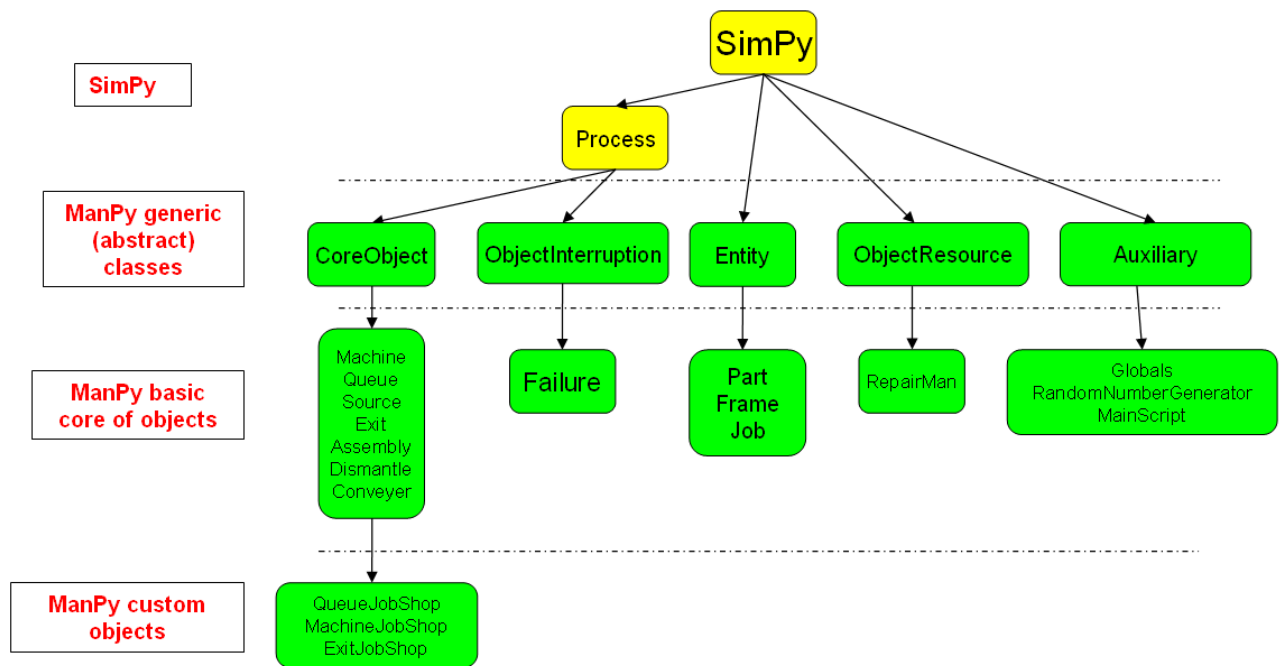 SimPy
SimPy
Process
ManPy generic
(abstract)
classes
CoreObject
ObjectInterruption
Entity
ObjectResource
Auxiliary
ManPy basic
core of objects
Machine
Queue
Source
Exit
Assembly
Dismantle
Conveyer
Failure
Part
Frame
Job
RepairMan
Globals
RandomNumberGenerator
MainScript
ManPy custom
objects
QueueJobShop
MachineJobShop
ExitJobShop